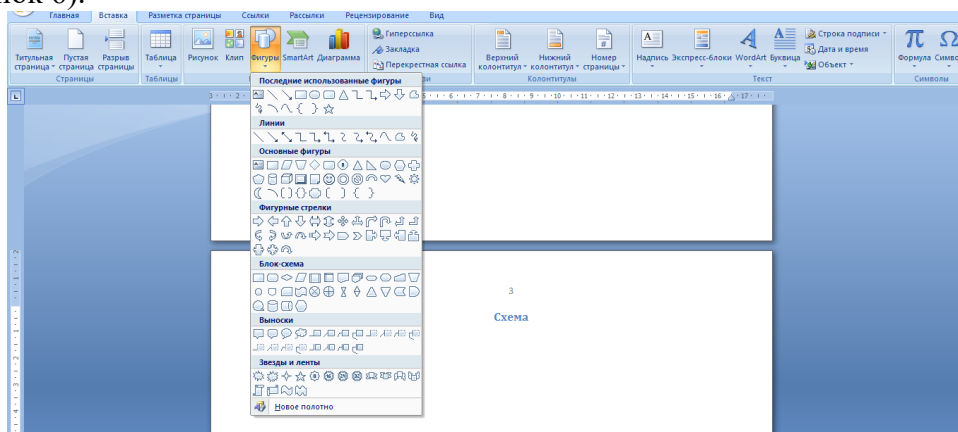 нок 6).
Главная Вставка Разметка страницы Ссылки Рассылки Рецензирование Вид
Титульная страница Пустая страница Разрыв страницы
Страницы
Таблица
Таблицы
Рисунок Клип Фигуры SmartArt Диаграмма
Гиперссылка
Закладка
Перекрестная ссылка
Верхний колонтитул Нижний колонтитул Номер страницы
Колонтитулы
Надпись Экспресс-блоки WordArt Буквица
Строка подписи
Дата и время
Объект
Текст
Формула
Символы
Последние использованные фигуры
Линии
Основные фигуры
Фигурные стрелки
Блок-схема
Выноски
Звезды и ленты
Новое полотно
3
Схема